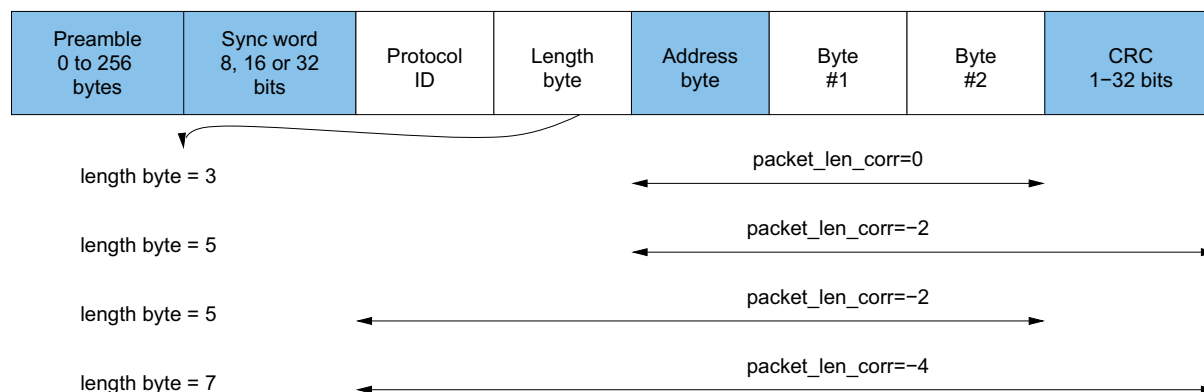 Preamble
0 to 256
bytes
Sync word
8, 16 or 32
bits
Protocol
ID
Length
byte
Address
byte
Byte
#1
Byte
#2
CRC
1−32 bits
length byte = 3
packet_len_corr=0
length byte = 5
packet_len_corr=−2
length byte = 5
packet_len_corr=−2
length byte = 7
packet_len_corr=−4